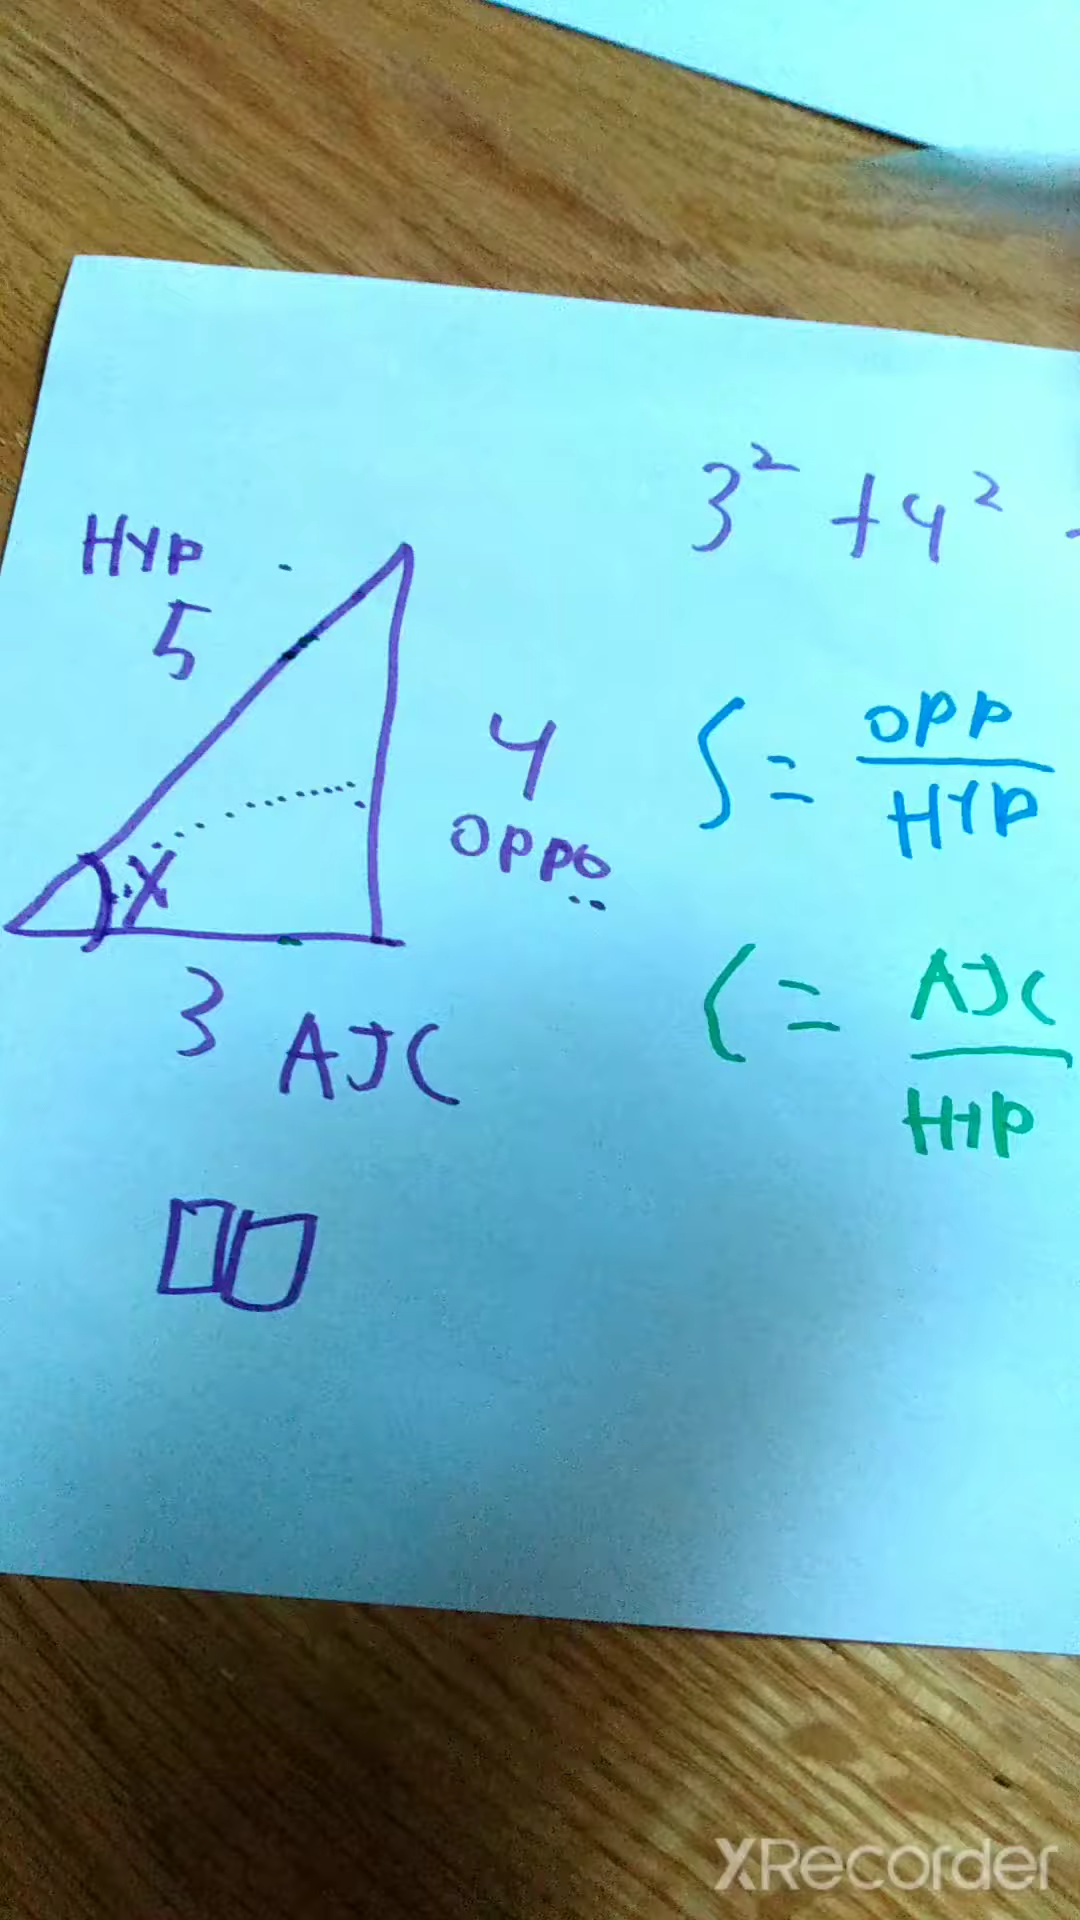 3² + 4²
HYP
5
4
OPPO
S = OPP / HYP
X
3 AJC
C = AJC / HYP
XRecorder